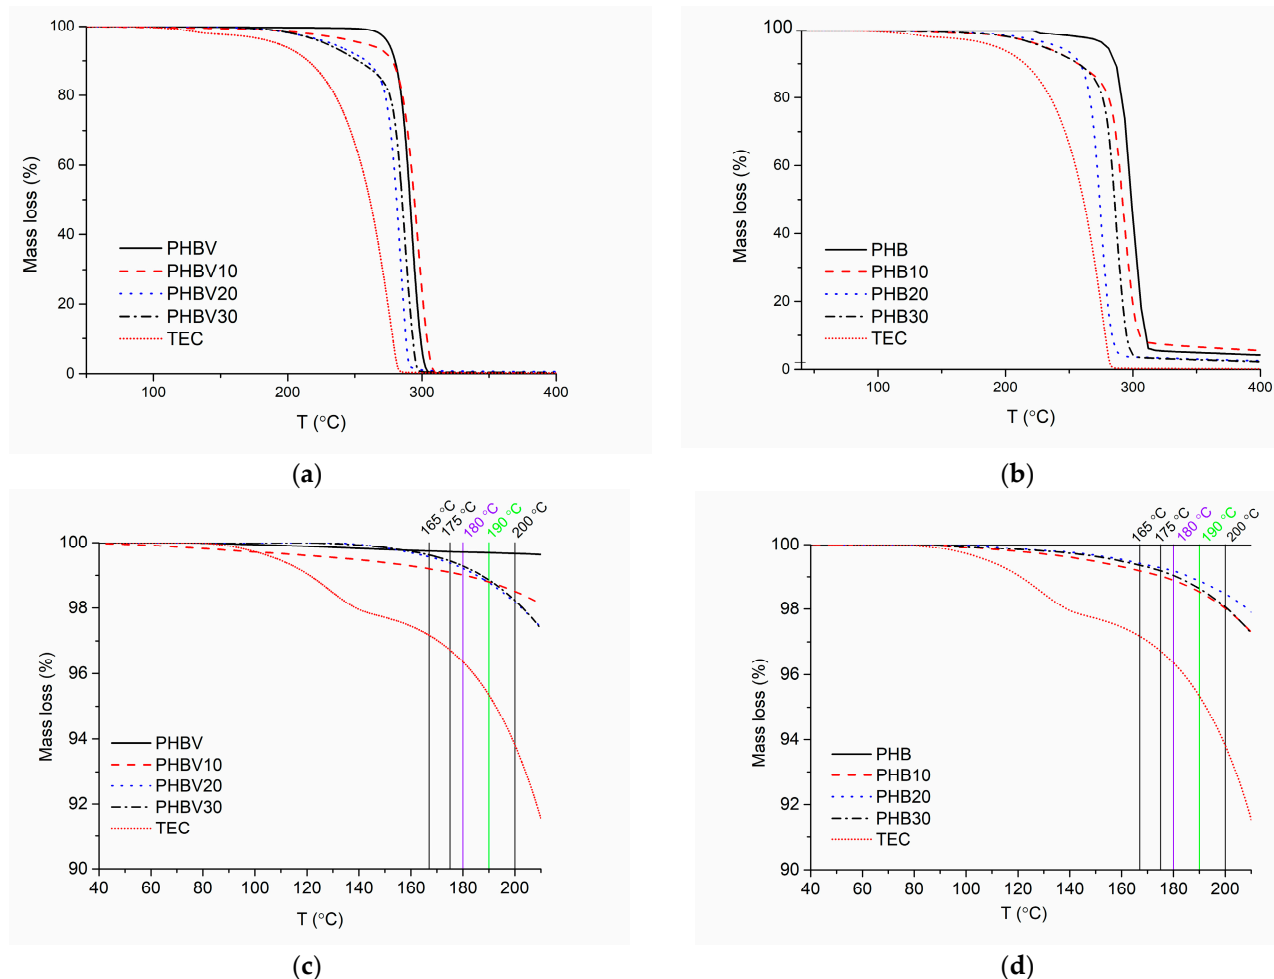 100
80
60
40
20
0
Mass loss (%)
PHBV
PHBV10
PHBV20
PHBV30
TEC
100 200 300 400
T (°C)
(a)
100
80
60
40
20
0
Mass loss (%)
PHB
PHB10
PHB20
PHB30
TEC
100 200 300 400
T (°C)
(b)
165 °C
175 °C
180 °C
190 °C
200 °C
100
98
96
94
92
90
Mass loss (%)
PHBV
PHBV10
PHBV20
PHBV30
TEC
40 60 80 100 120 140 160 180 200
T (°C)
(c)
165 °C
175 °C
180 °C
190 °C
200 °C
100
98
96
94
92
90
Mass loss (%)
PHB
PHB10
PHB20
PHB30
TEC
40 60 80 100 120 140 160 180 200
T (°C)
(d)